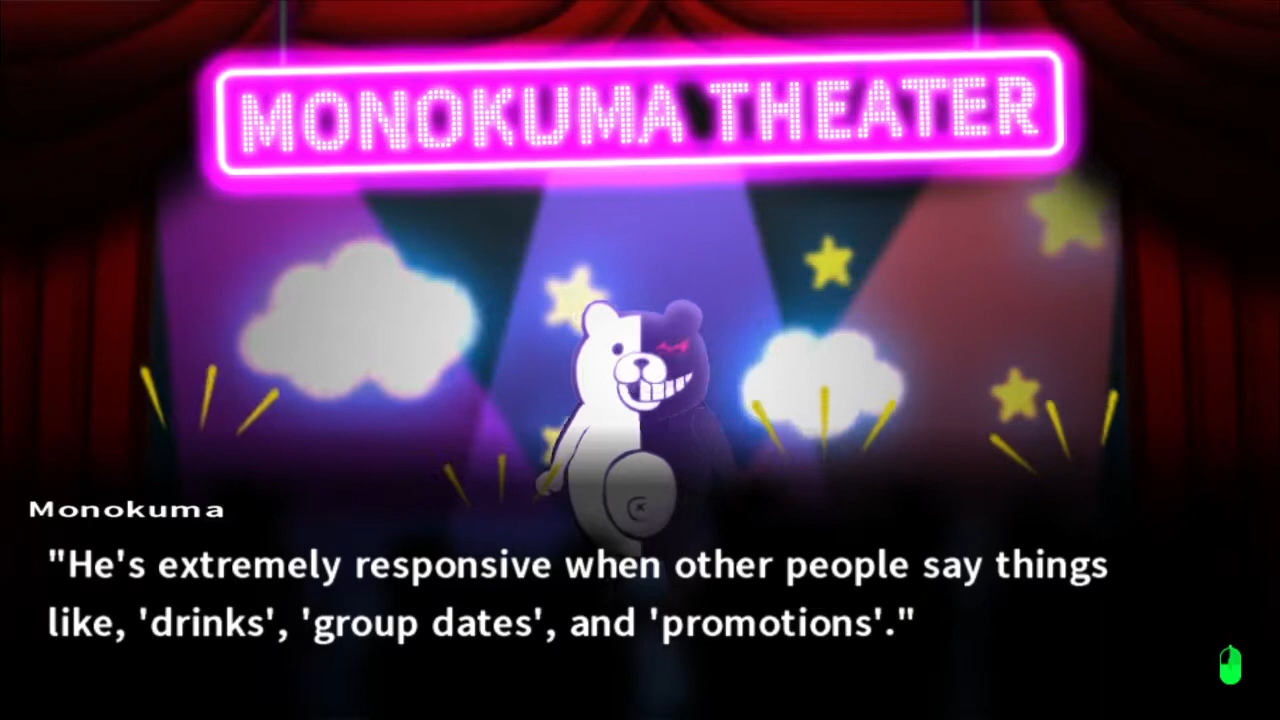 MONOKUMA THEATER
Monokuma
"He's extremely responsive when other people say things
like, 'drinks', 'group dates', and 'promotions'."